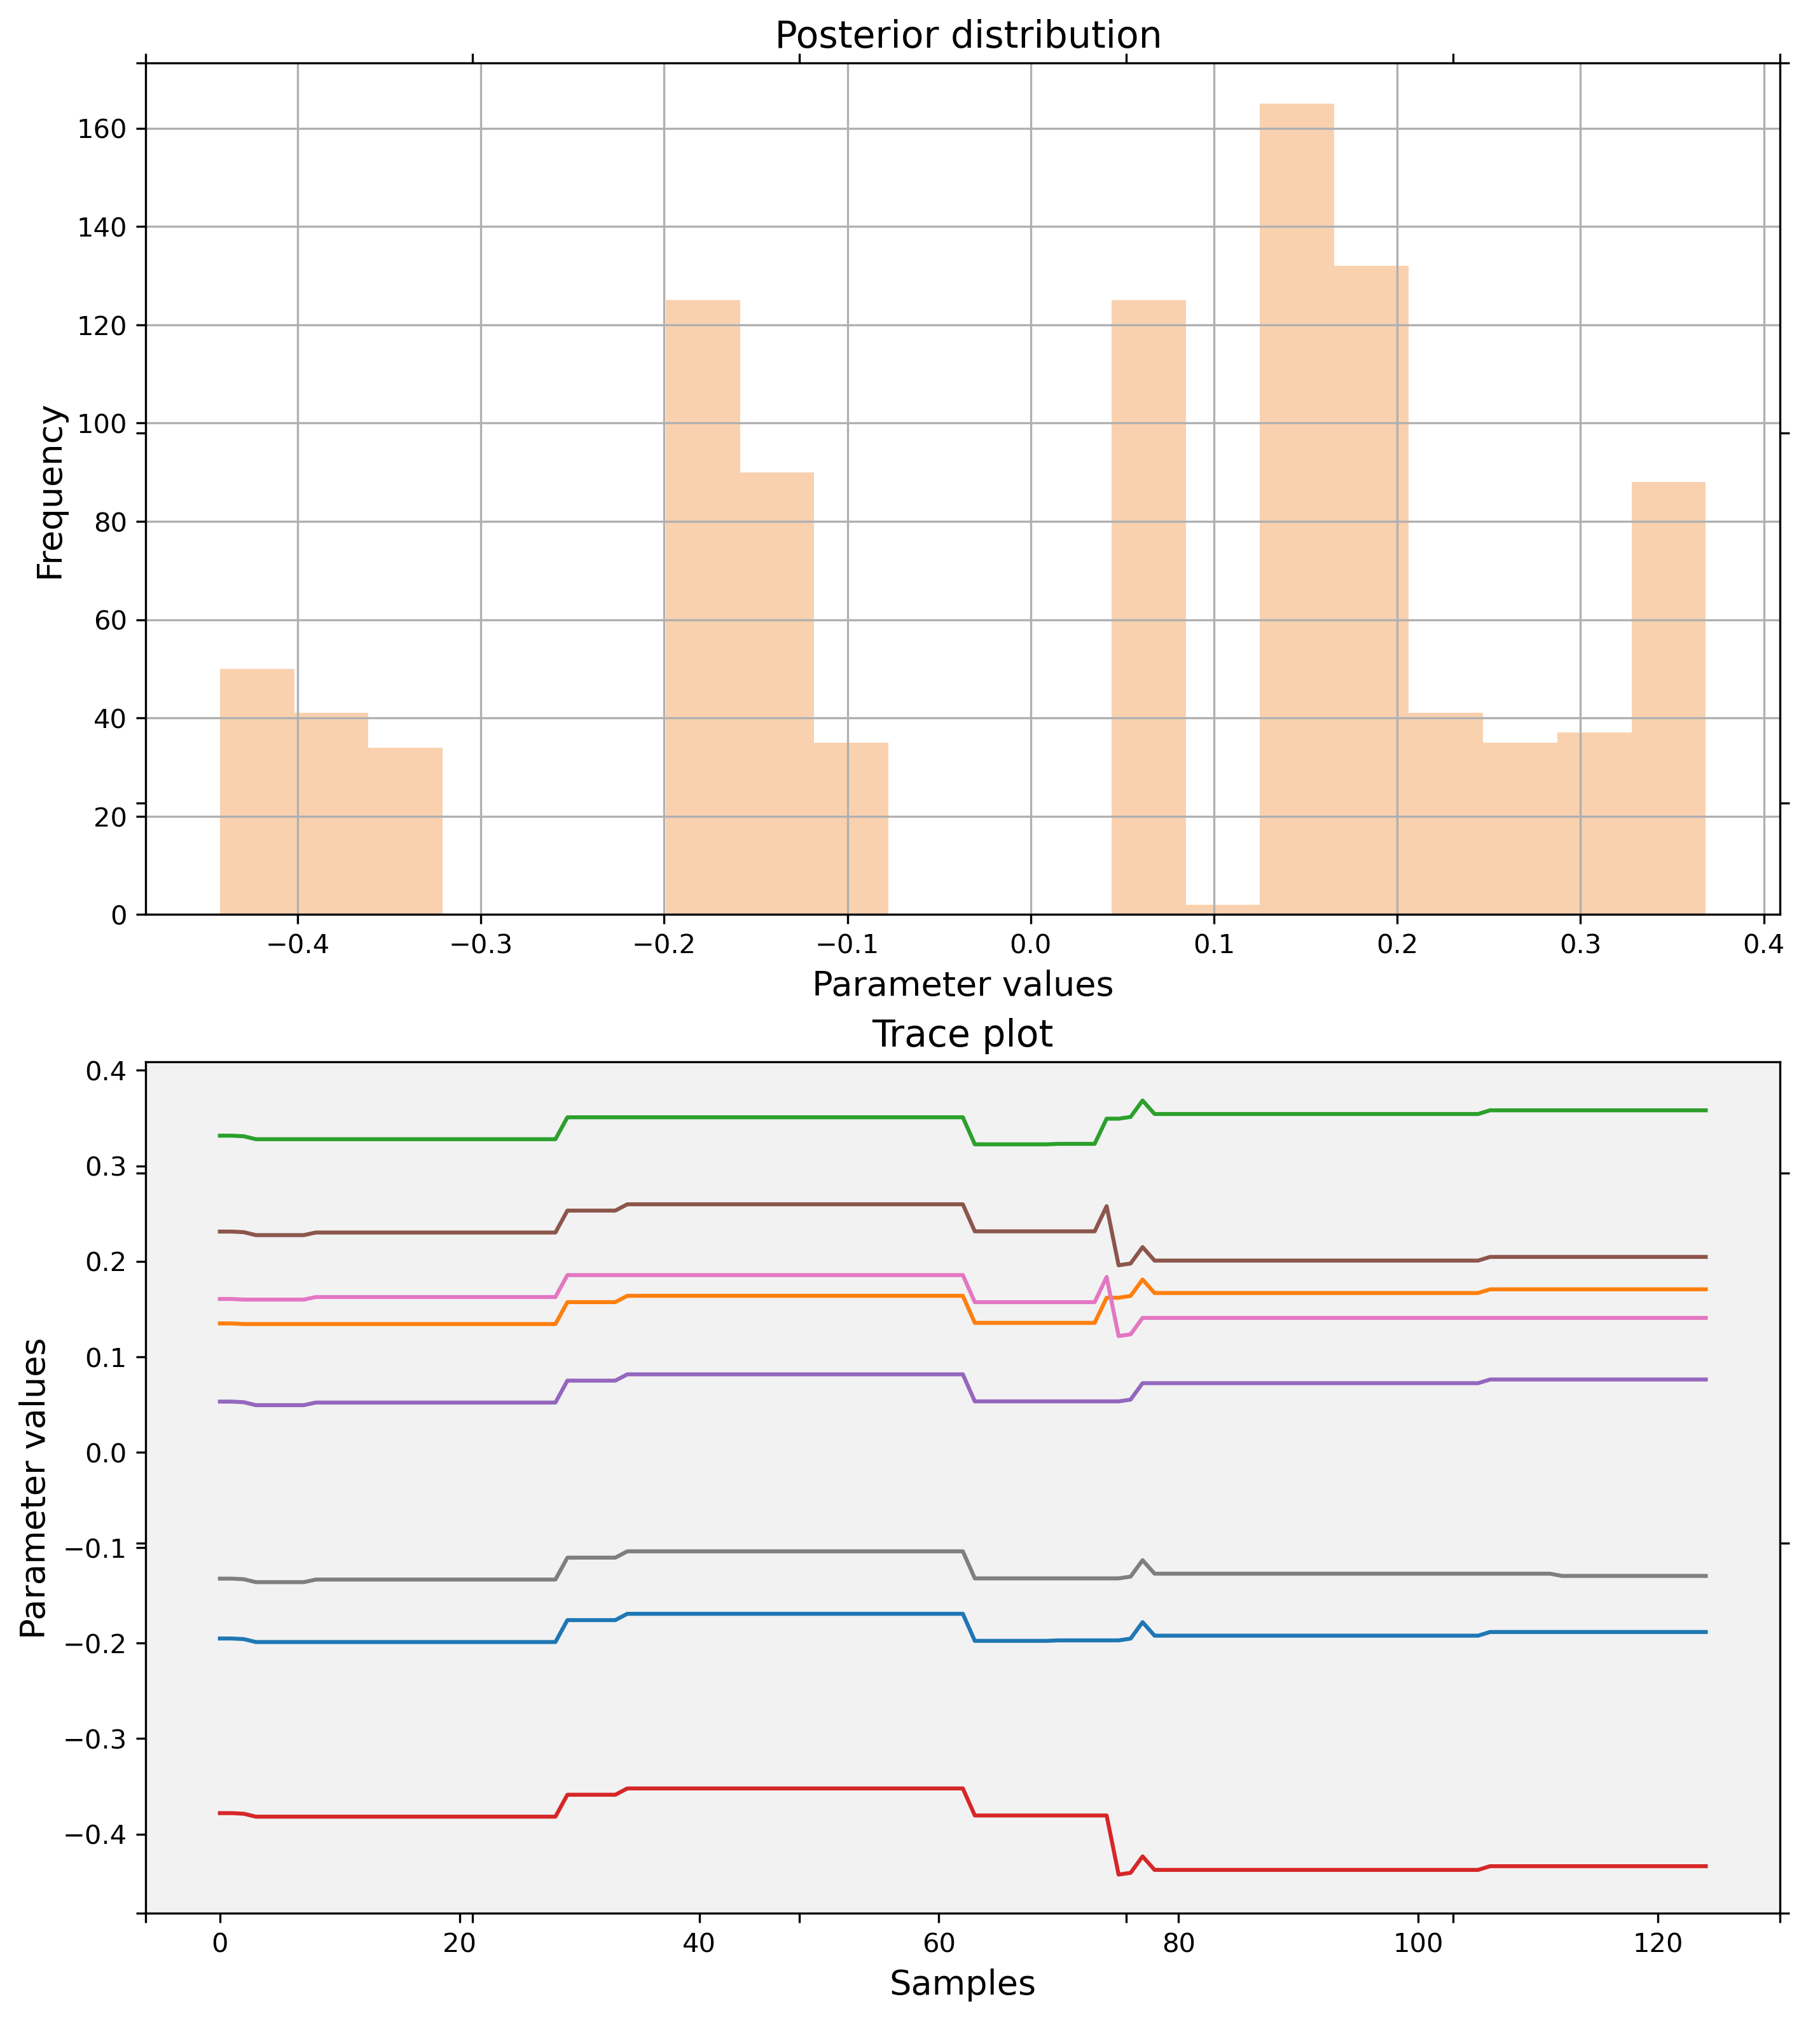 Posterior distribution
160
140
120
100
80
60
40
20
0
Frequency
−0.4 −0.3 −0.2 −0.1 0.0 0.1 0.2 0.3 0.4
Parameter values
Trace plot
0.4
0.3
0.2
0.1
0.0
−0.1
−0.2
−0.3
−0.4
Parameter values
0 20 40 60 80 100 120
Samples